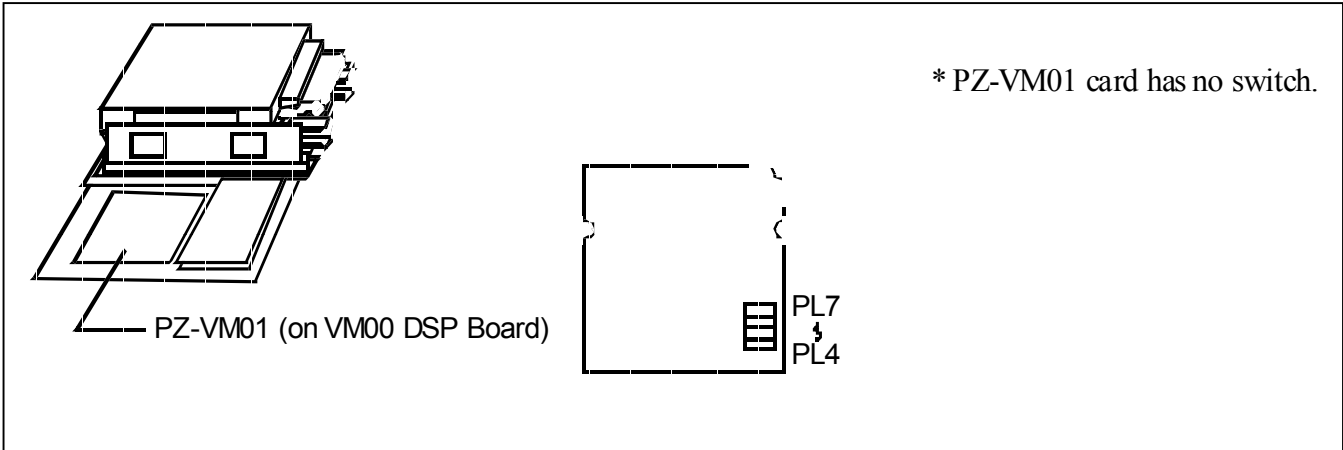 * PZ-VM01 card has no switch.
PL7
PZ-VM01 (on VM00 DSP Board)
PL4